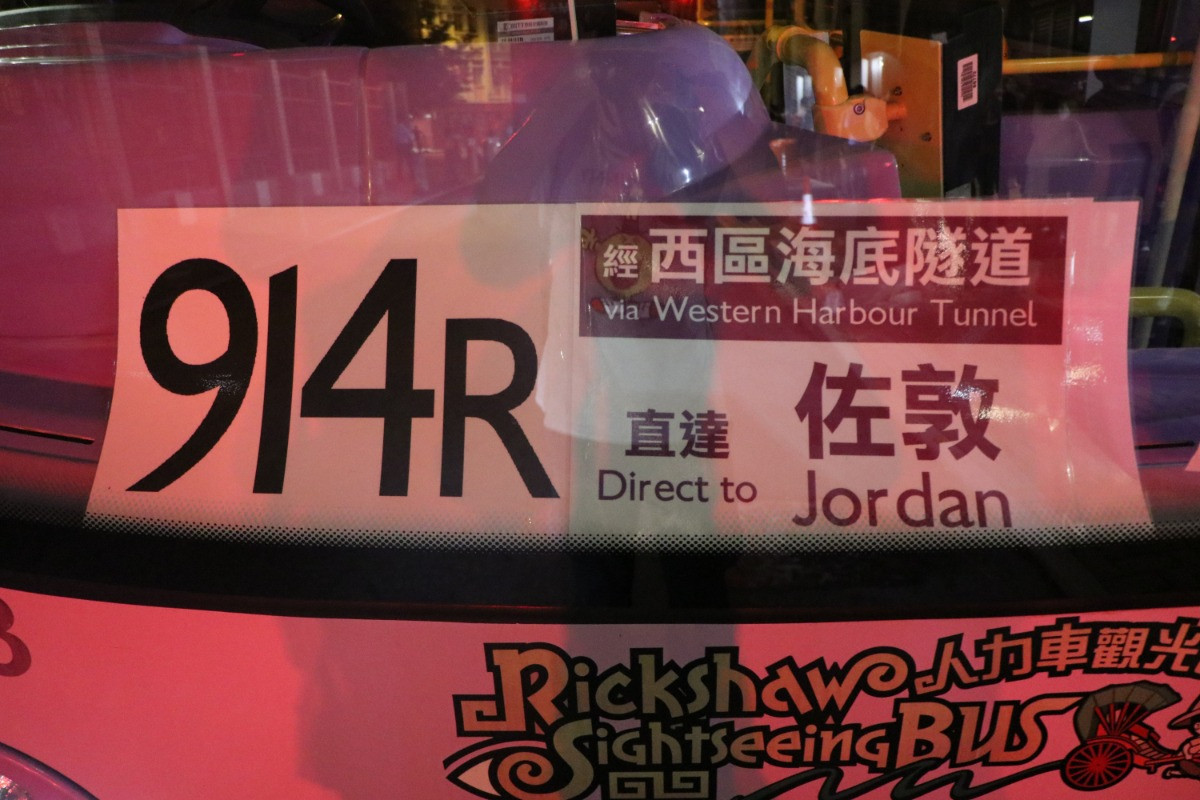 914R
經西區海底隧道
via Western Harbour Tunnel
直達 佐敦
Direct to Jordan
Rickshaw 人力車觀光
Sightseeing BUS